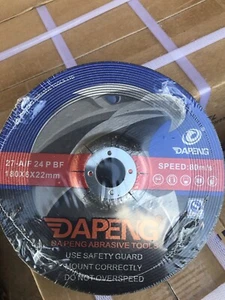 DAPENG
27-A/F 24 P BF
180X6X22mm
SPEED:80m/s
DAPENG
DAPENG ABRASIVE TOOLS
USE SAFETY GUARD
MOUNT CORRECTLY
DO NOT OVERSPEED